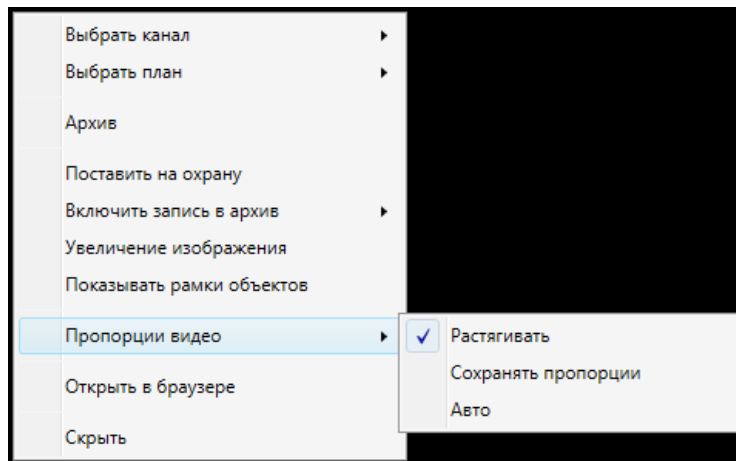 Выбрать канал
Выбрать план
Архив
Поставить на охрану
Включить запись в архив
Увеличение изображения
Показывать рамки объектов
Пропорции видео
Растягивать
Сохранять пропорции
Авто
Открыть в браузере
Скрыть